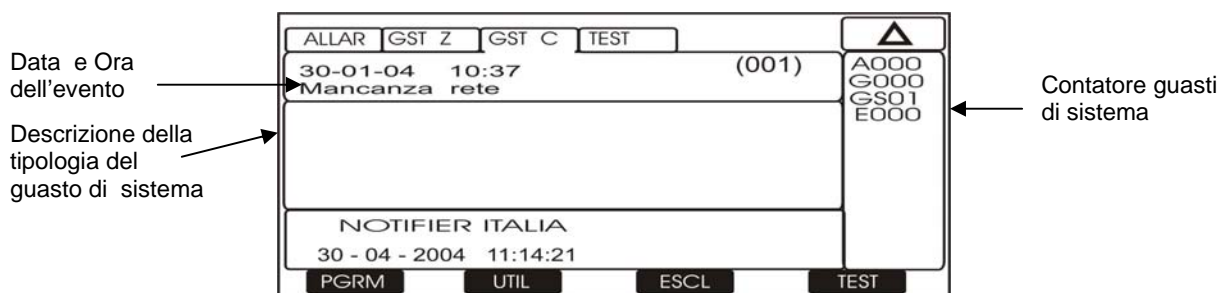 Data e Ora
dell'evento
Descrizione della
tipologia del
guasto di sistema
ALLAR GST Z GST C TEST
30-01-04 10:37 (001)
Mancanza rete
NOTIFIER ITALIA
30 - 04 - 2004 11:14:21
PGRM UTIL ESCL TEST
A000
G000
GS01
E000
Contatore guasti
di sistema